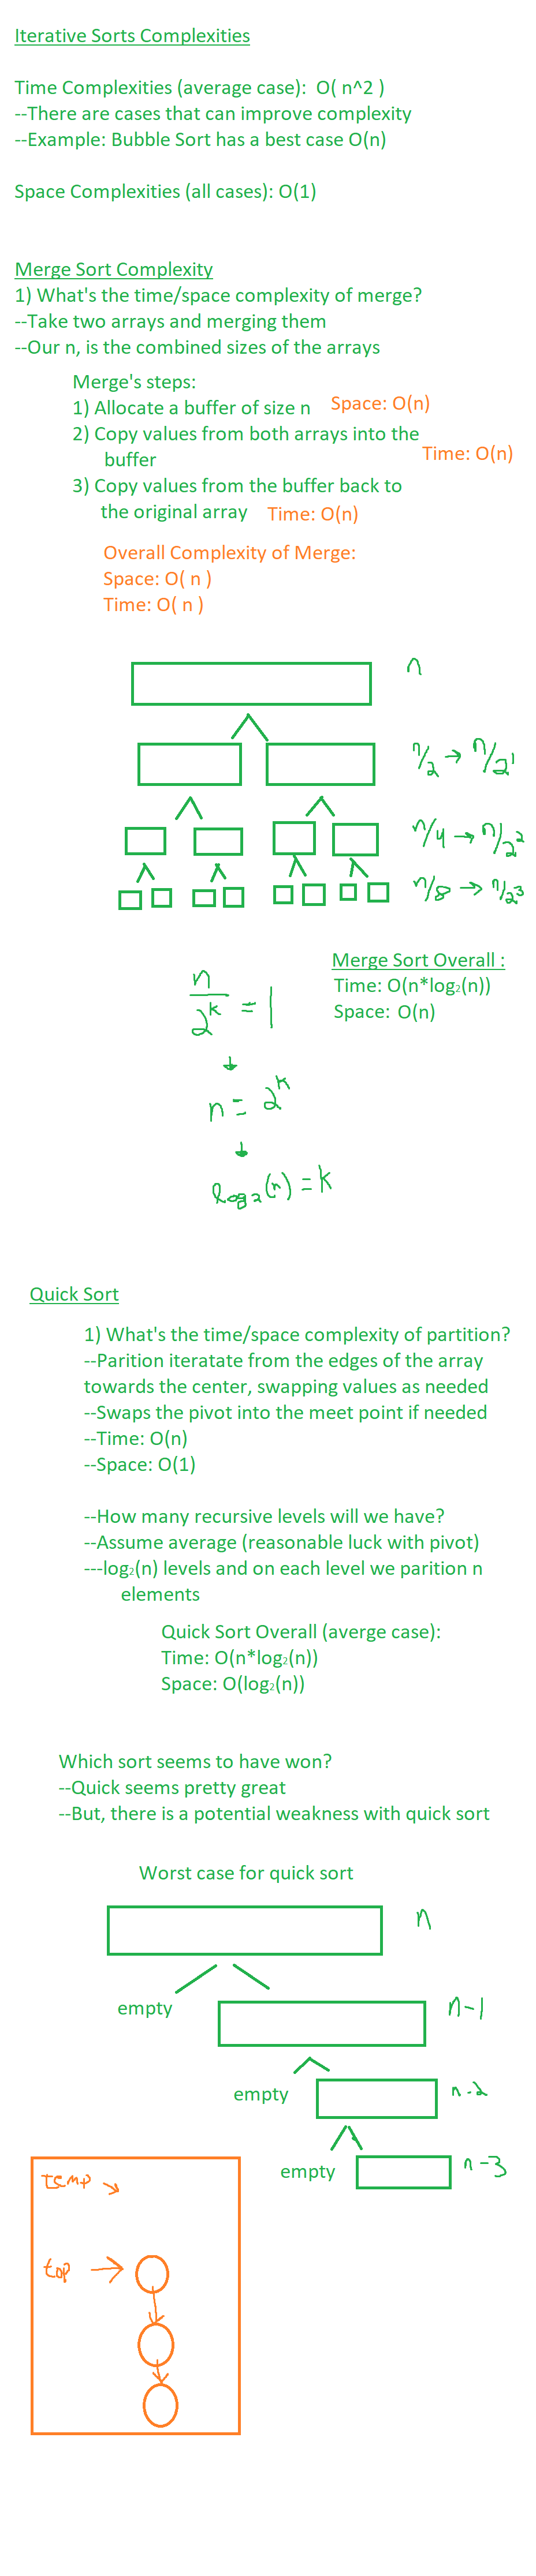 Iterative Sorts Complexities
Time Complexities (average case):  O( n^2 )
--There are cases that can improve complexity
--Example: Bubble Sort has a best case O(n)
Space Complexities (all cases): O(1)
Merge Sort Complexity
1) What's the time/space complexity of merge?
--Take two arrays and merging them
--Our n, is the combined sizes of the arrays
Merge's steps:
1) Allocate a buffer of size n    Space: O(n)
2) Copy values from both arrays into the
buffer    Time: O(n)
3) Copy values from the buffer back to
the original array    Time: O(n)
Overall Complexity of Merge:
Space: O( n )
Time: O( n )
n
n/2 → n/2^1
n/4 → n/2^2
n/8 → n/2^3
Merge Sort Overall :
Time: O(n*log₂(n))
Space:  O(n)
n/2^k = 1
↓
n = 2^k
↓
log₂(n) = k
Quick Sort
1) What's the time/space complexity of partition?
--Parition iteratate from the edges of the array
towards the center, swapping values as needed
--Swaps the pivot into the meet point if needed
--Time: O(n)
--Space: O(1)
--How many recursive levels will we have?
--Assume average (reasonable luck with pivot)
---log₂(n) levels and on each level we parition n
elements
Quick Sort Overall (averge case):
Time: O(n*log₂(n))
Space: O(log₂(n))
Which sort seems to have won?
--Quick seems pretty great
--But, there is a potential weakness with quick sort
Worst case for quick sort
n
empty
n-1
empty
n-2
empty
n-3
temp →
top →